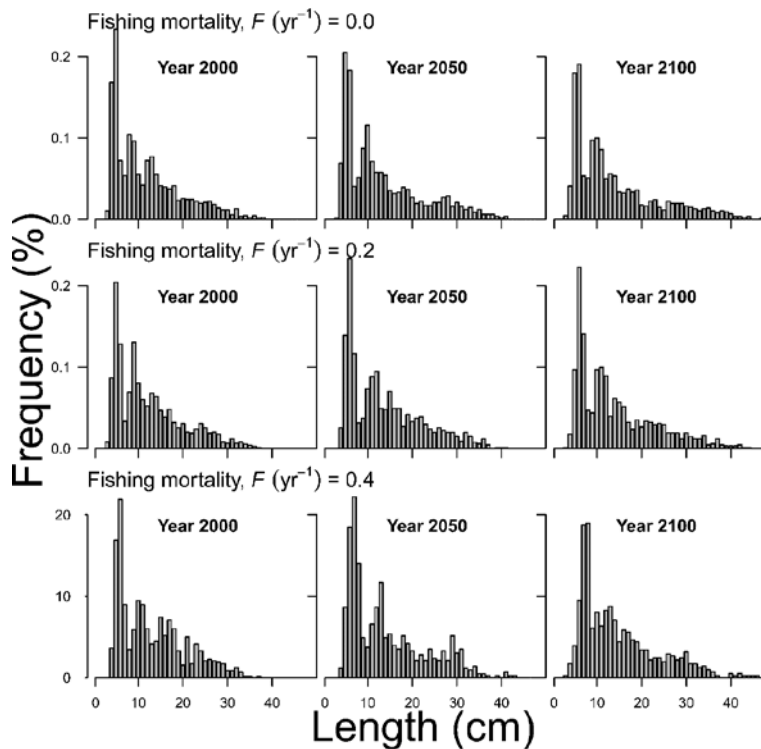 Fishing mortality, F (yr⁻¹) = 0.0
Year 2000 Year 2050 Year 2100
0.2
0.1
0.0
Fishing mortality, F (yr⁻¹) = 0.2
Year 2000 Year 2050 Year 2100
0.2
0.1
0.0
Fishing mortality, F (yr⁻¹) = 0.4
Year 2000 Year 2050 Year 2100
20
10
0
0 10 20 30 40 0 10 20 30 40 0 10 20 30 40
Frequency (%)
Length (cm)